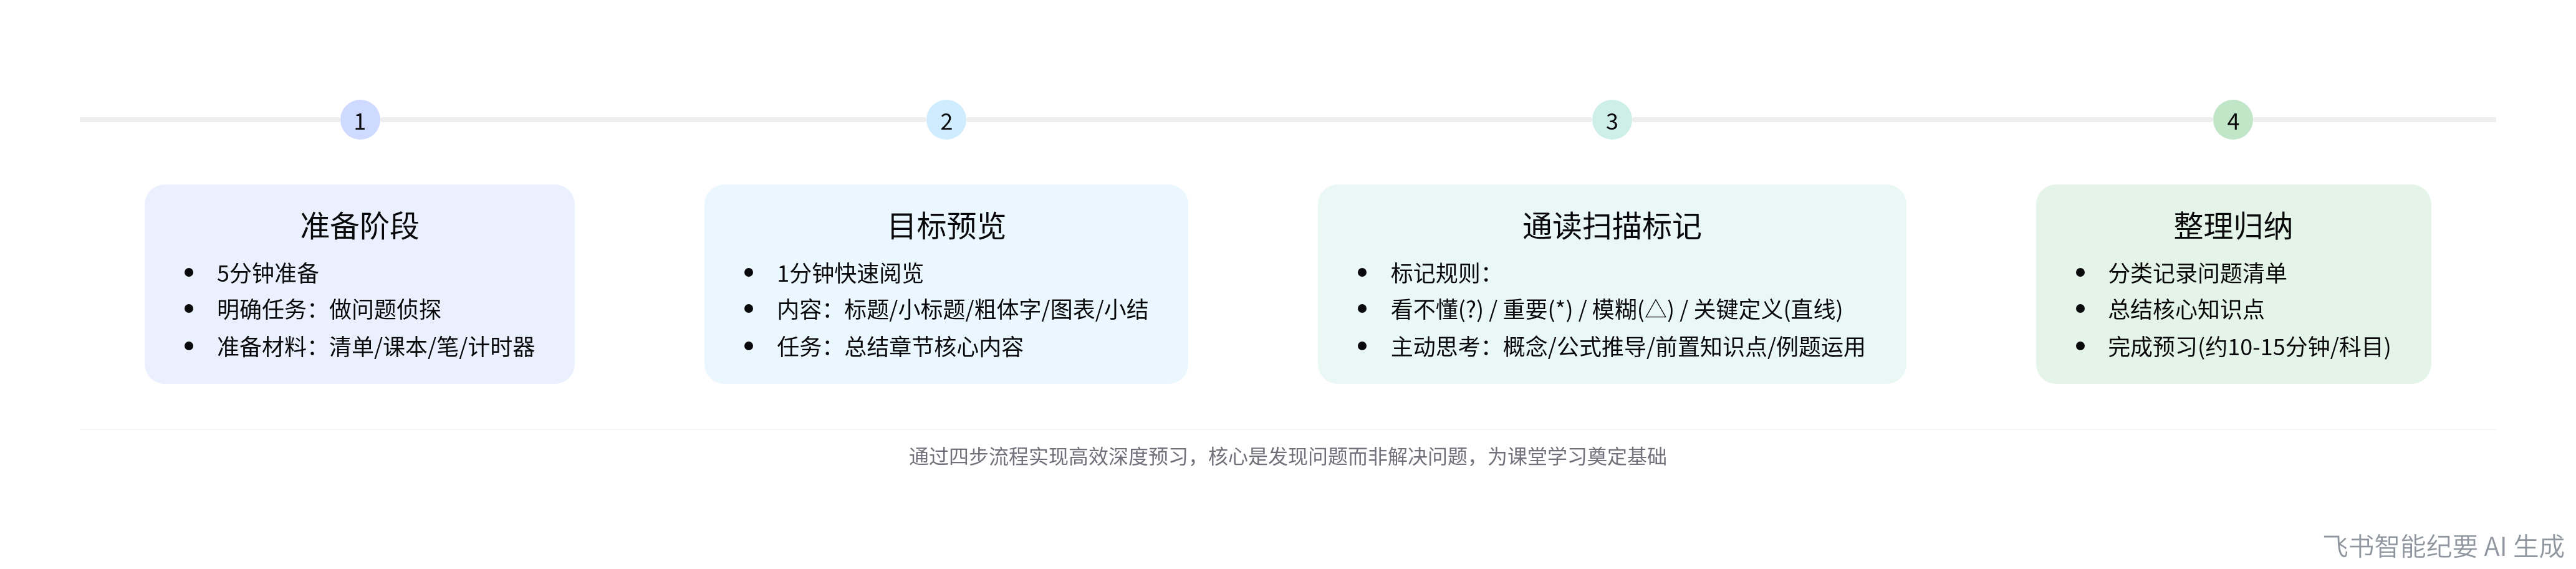 1
2
3
4
准备阶段
5分钟准备
明确任务：做问题侦探
准备材料：清单/课本/笔/计时器
目标预览
1分钟快速阅览
内容：标题/小标题/粗体字/图表/小结
任务：总结章节核心内容
通读扫描标记
标记规则：
看不懂(?) / 重要(*) / 模糊(△) / 关键定义(直线)
主动思考：概念/公式推导/前置知识点/例题运用
整理归纳
分类记录问题清单
总结核心知识点
完成预习(约10-15分钟/科目)
通过四步流程实现高效深度预习，核心是发现问题而非解决问题，为课堂学习奠定基础
飞书智能纪要 AI 生成